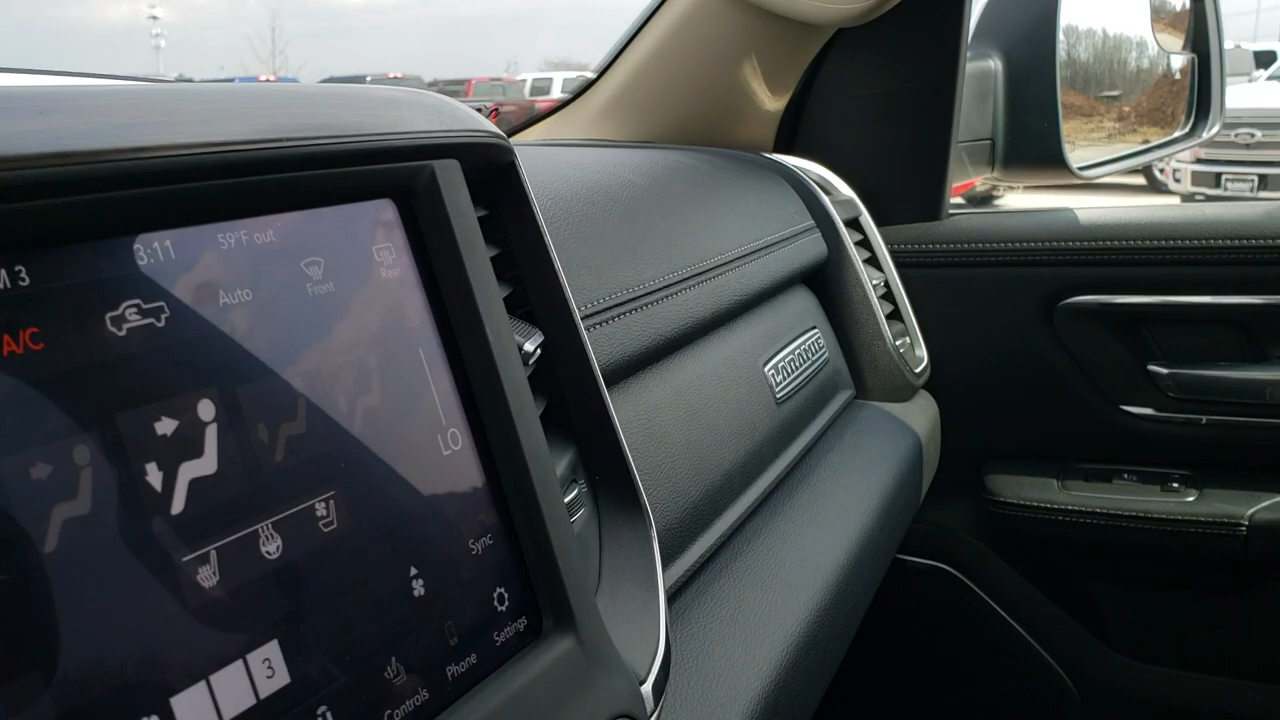 M 3
3:11
59°F out
A/C
Auto
Front
Rear
LO
LARAMIE
Sync
3
Controls
Phone
Settings